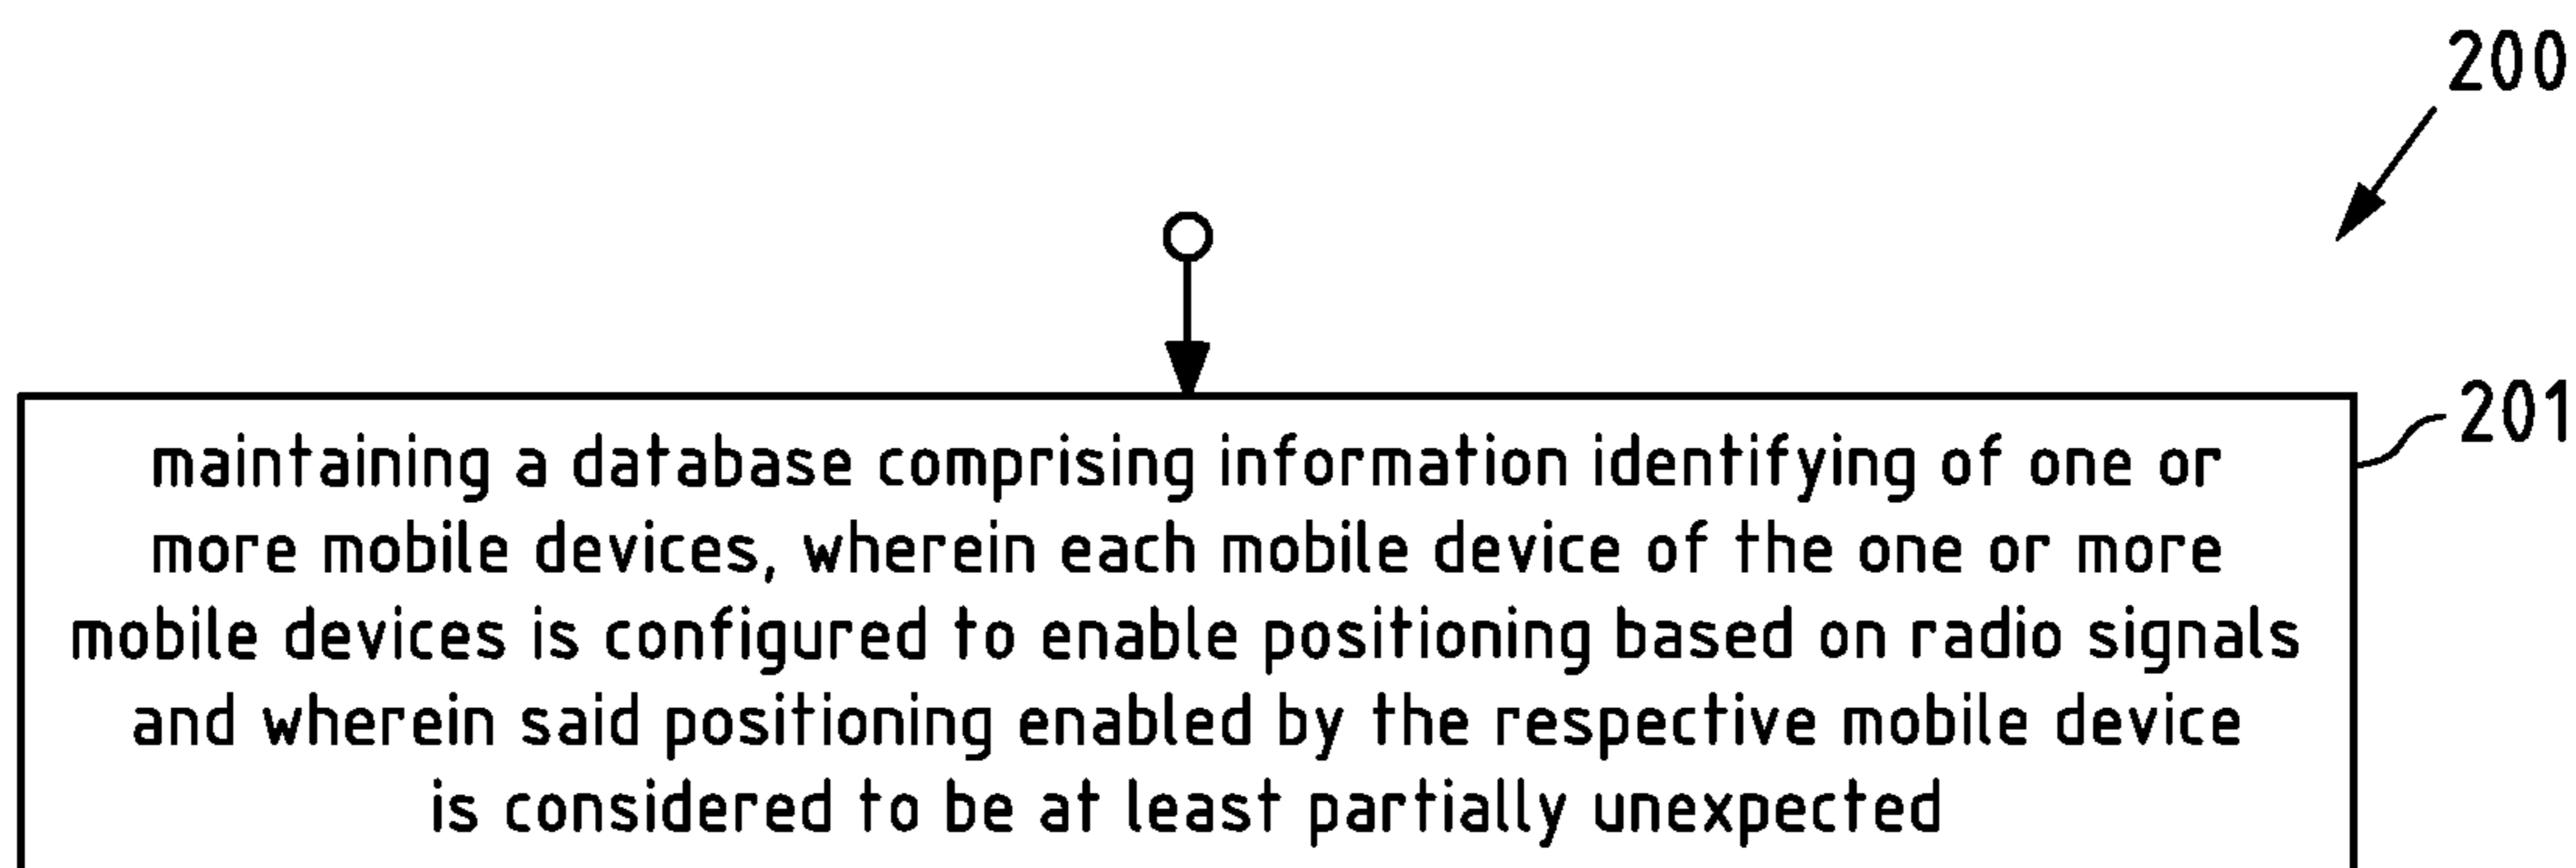 200
201
maintaining a database comprising information identifying of one or
more mobile devices, wherein each mobile device of the one or more
mobile devices is configured to enable positioning based on radio signals
and wherein said positioning enabled by the respective mobile device
is considered to be at least partially unexpected